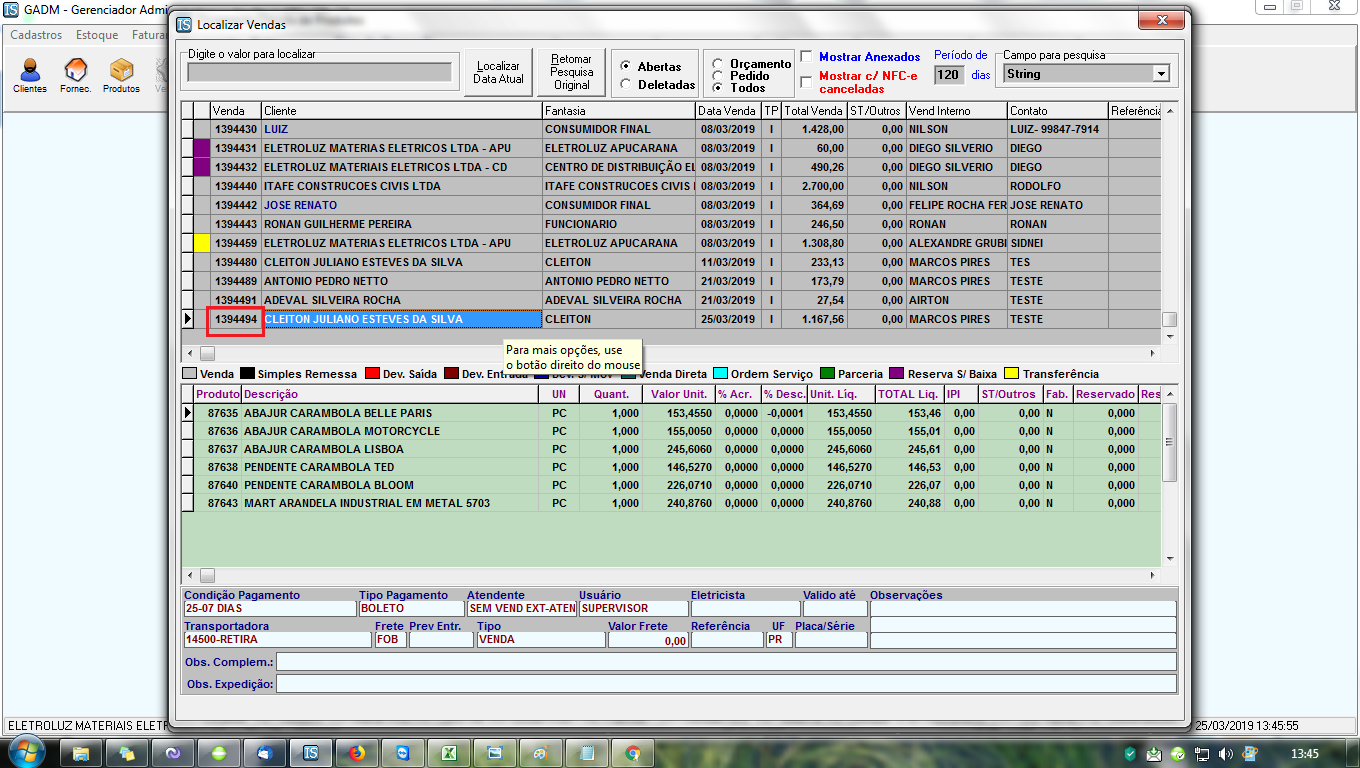 GADM - Gerenciador Admi
Cadastros Estoque Fatura
Clientes Fornec. Produtos
Localizar Vendas
Digite o valor para localizar
Localizar Data Atual
Retornar Pesquisa Original
Abertas
Deletadas
Orçamento
Pedido
Todos
Mostrar Anexados
Mostrar c/ NFC-e canceladas
Período de
120 dias
Campo para pesquisa
String
Venda Cliente Fantasia Data Venda TP Total Venda ST/Outros Vend Interno Contato Referência
1394430 LUIZ CONSUMIDOR FINAL 08/03/2019 I 1.428,00 0,00 NILSON LUIZ- 99847-7914
1394431 ELETROLUZ MATERIAS ELETRICOS LTDA - APU ELETROLUZ APUCARANA 08/03/2019 I 60,00 0,00 DIEGO SILVERIO DIEGO
1394432 ELETROLUZ MATERIAIS ELETRICOS LTDA - CD CENTRO DE DISTRIBUIÇÃO EL 08/03/2019 I 490,26 0,00 DIEGO SILVERIO DIEGO
1394440 ITAFE CONSTRUCOES CIVIS LTDA ITAFE CONSTRUCOES CIVIS 08/03/2019 I 2.700,00 0,00 NILSON RODOLFO
1394442 JOSE RENATO CONSUMIDOR FINAL 08/03/2019 I 364,69 0,00 FELIPE ROCHA FER JOSE RENATO
1394443 RONAN GUILHERME PEREIRA FUNCIONARIO 08/03/2019 I 246,50 0,00 RONAN RONAN
1394459 ELETROLUZ MATERIAS ELETRICOS LTDA - APU ELETROLUZ APUCARANA 08/03/2019 I 1.308,80 0,00 ALEXANDRE GRUBI SIDNEI
1394480 CLEITON JULIANO ESTEVES DA SILVA CLEITON 11/03/2019 I 233,13 0,00 MARCOS PIRES TES
1394489 ANTONIO PEDRO NETTO ANTONIO PEDRO NETTO 21/03/2019 I 173,79 0,00 MARCOS PIRES TESTE
1394491 ADEVAL SILVEIRA ROCHA ADEVAL SILVEIRA ROCHA 21/03/2019 I 27,54 0,00 AIRTON TESTE
1394494 CLEITON JULIANO ESTEVES DA SILVA CLEITON 25/03/2019 I 1.167,56 0,00 MARCOS PIRES TESTE
Para mais opções, use
o botão direito do mouse
Venda Simples Remessa Dev. Saída Dev. Entrada Dev. S/Mov Venda Direta Ordem Serviço Parceria Reserva S/ Baixa Transferência
Produto Descrição UN Quant. Valor Unit. % Acr. % Desc. Unit. Líq. TOTAL Liq. IPI ST/Outros Fab. Reservado Res
87635 ABAJUR CARAMBOLA BELLE PARIS PC 1,000 153,4550 0,0000 -0,0001 153,4550 153,46 0,00 0,00 N 0,000
87636 ABAJUR CARAMBOLA MOTORCYCLE PC 1,000 155,0050 0,0000 0,0000 155,0050 155,01 0,00 0,00 N 0,000
87637 ABAJUR CARAMBOLA LISBOA PC 1,000 245,6060 0,0000 0,0000 245,6060 245,61 0,00 0,00 N 0,000
87638 PENDENTE CARAMBOLA TED PC 1,000 146,5270 0,0000 0,0000 146,5270 146,53 0,00 0,00 N 0,000
87640 PENDENTE CARAMBOLA BLOOM PC 1,000 226,0710 0,0000 0,0000 226,0710 226,07 0,00 0,00 N 0,000
87643 MART ARANDELA INDUSTRIAL EM METAL 5703 PC 1,000 240,8760 0,0000 0,0000 240,8760 240,88 0,00 0,00 N 0,000
Condição Pagamento Tipo Pagamento Atendente Usuário Eletricista Valido até Observações
25-07 DIAS BOLETO SEM VEND EXT-ATEN SUPERVISOR
Transportadora Frete Prev Entr. Tipo Valor Frete Referência UF Placa/Série
14500-RETIRA FOB VENDA 0,00 PR
Obs. Complem.:
Obs. Expedição:
ELETROLUZ MATERIAIS ELETR 25/03/2019 13:45:55
13:45